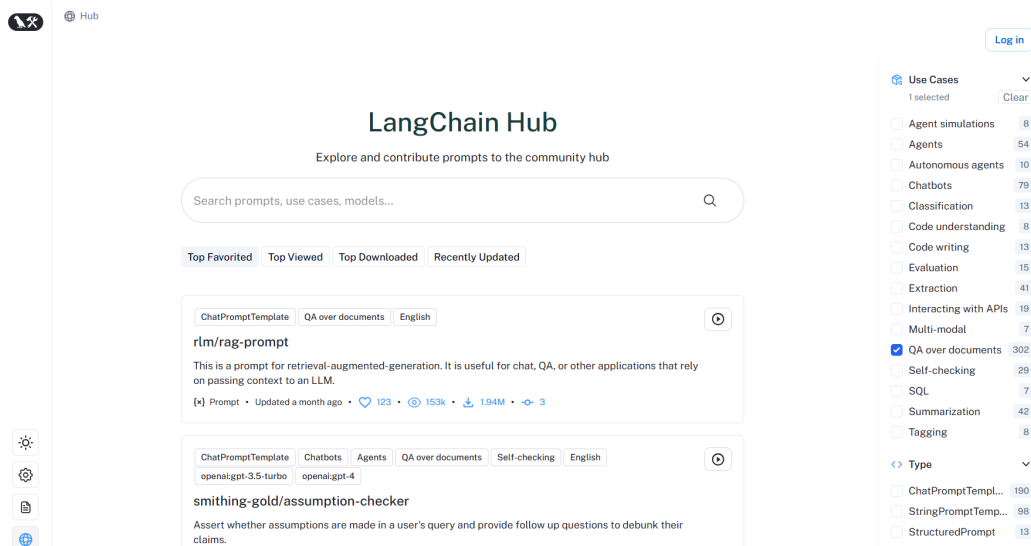 Hub
Log in
LangChain Hub
Explore and contribute prompts to the community hub
Search prompts, use cases, models...
Top Favorited Top Viewed Top Downloaded Recently Updated
ChatPromptTemplate QA over documents English
rlm/rag-prompt
This is a prompt for retrieval-augmented-generation. It is useful for chat, QA, or other applications that rely
on passing context to an LLM.
{×} Prompt • Updated a month ago • 123 • 153k • 1.94M • 3
ChatPromptTemplate Chatbots Agents QA over documents Self-checking English
openai:gpt-3.5-turbo openai:gpt-4
smithing-gold/assumption-checker
Assert whether assumptions are made in a user's query and provide follow up questions to debunk their
claims.
Use Cases
1 selected Clear
Agent simulations 8
Agents 54
Autonomous agents 10
Chatbots 79
Classification 13
Code understanding 8
Code writing 13
Evaluation 15
Extraction 41
Interacting with APIs 19
Multi-modal 7
QA over documents 302
Self-checking 29
SQL 7
Summarization 42
Tagging 8
Type
ChatPromptTempl... 190
StringPromptTemp... 98
StructuredPrompt 13